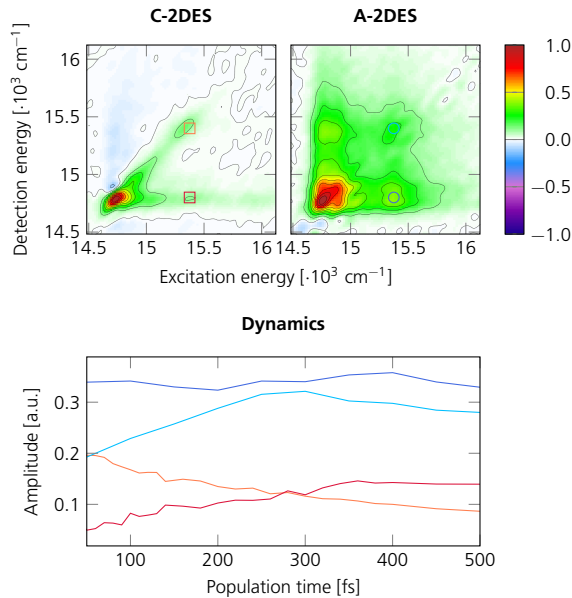 C-2DES A-2DES
Detection energy [·10³ cm⁻¹]
16
15.5
15
14.5
14.5 15 15.5 16 14.5 15 15.5 16
Excitation energy [·10³ cm⁻¹]
1.0
0.5
0.0
−0.5
−1.0
Dynamics
Amplitude [a.u.]
0.3
0.2
0.1
100 200 300 400 500
Population time [fs]